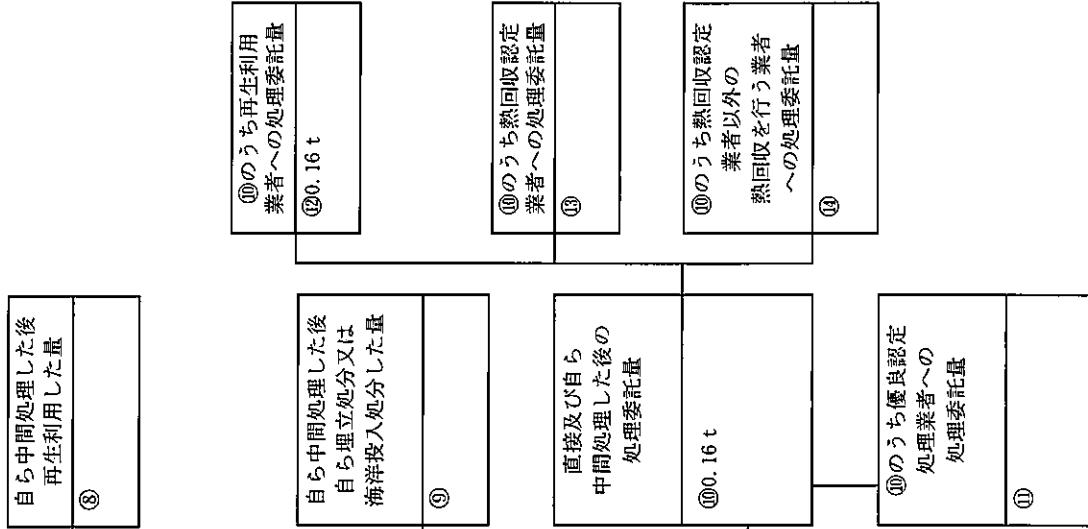 自ら中間処理した後
再生利用した量
⑧
自ら中間処理した後
自ら埋立処分又は
海洋投入処分した量
⑨
直接及び自ら
中間処理した後の
処理委託量
⑩0.16 t
⑩のうち優良認定
処理業者への
処理委託量
⑪
⑩のうち再生利用
業者への処理委託量
⑫0.16 t
⑩のうち熱回収認定
業者への処理委託量
⑬
⑩のうち熱回収認定
業者以外の
熱回収を行う業者
への処理委託量
⑭